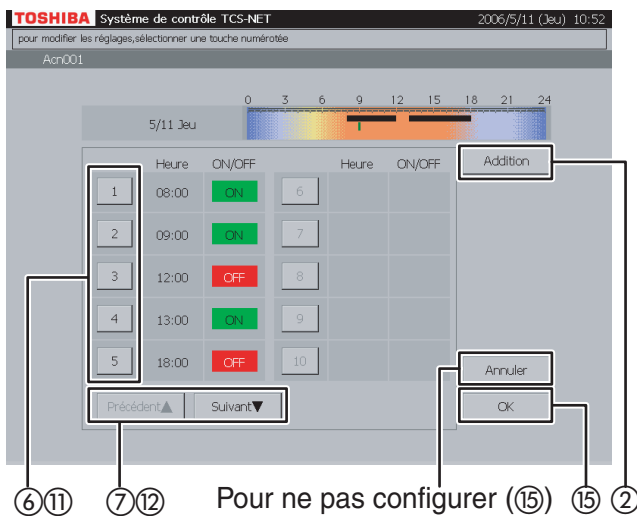 TOSHIBA Système de contrôle TCS-NET 2006/5/11 (Jeu) 10:52
pour modifier les réglages,sélectionner une touche numérotée
Acn001
0 3 6 9 12 15 18 21 24
5/11 Jeu
Heure ON/OFF Heure ON/OFF Addition
1 08:00 ON 6
2 09:00 ON 7
3 12:00 OFF 8
4 13:00 ON 9
5 18:00 OFF 10
Annuler
Précédent▲ Suivant▼ OK
⑥⑪ ⑦⑫ Pour ne pas configurer (⑮) ⑮ ②